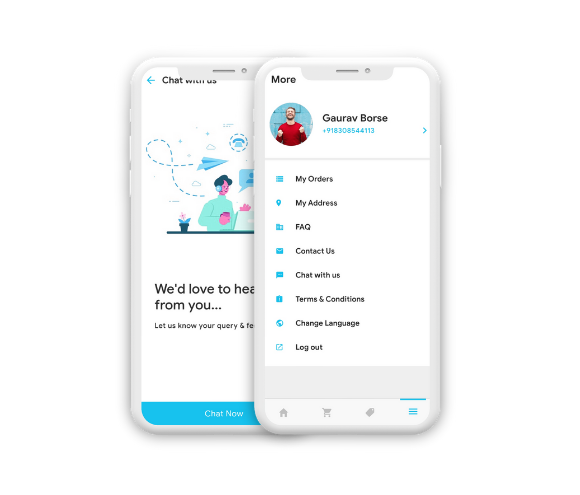 Chat with us
We'd love to hea
from you...
Let us know your query & fe
Chat Now
More
Gaurav Borse
+918308544113
My Orders
My Address
FAQ
Contact Us
Chat with us
Terms & Conditions
Change Language
Log out